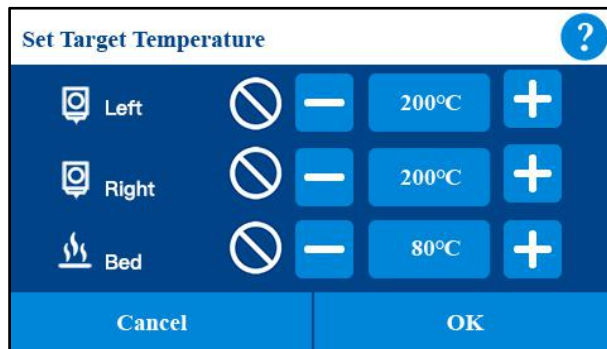 Set Target Temperature ?
Left 200°C
Right 200°C
Bed 80°C
Cancel OK